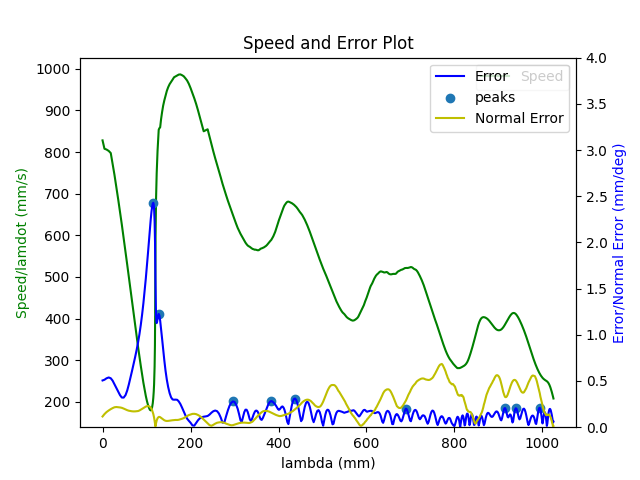 Speed and Error Plot
1000
900
800
700
600
500
400
300
200
Speed/lamdot (mm/s)
Error
Speed
peaks
Normal Error
4.0
3.5
3.0
2.5
2.0
1.5
1.0
0.5
0.0
Error/Normal Error (mm/deg)
0 200 400 600 800 1000
lambda (mm)